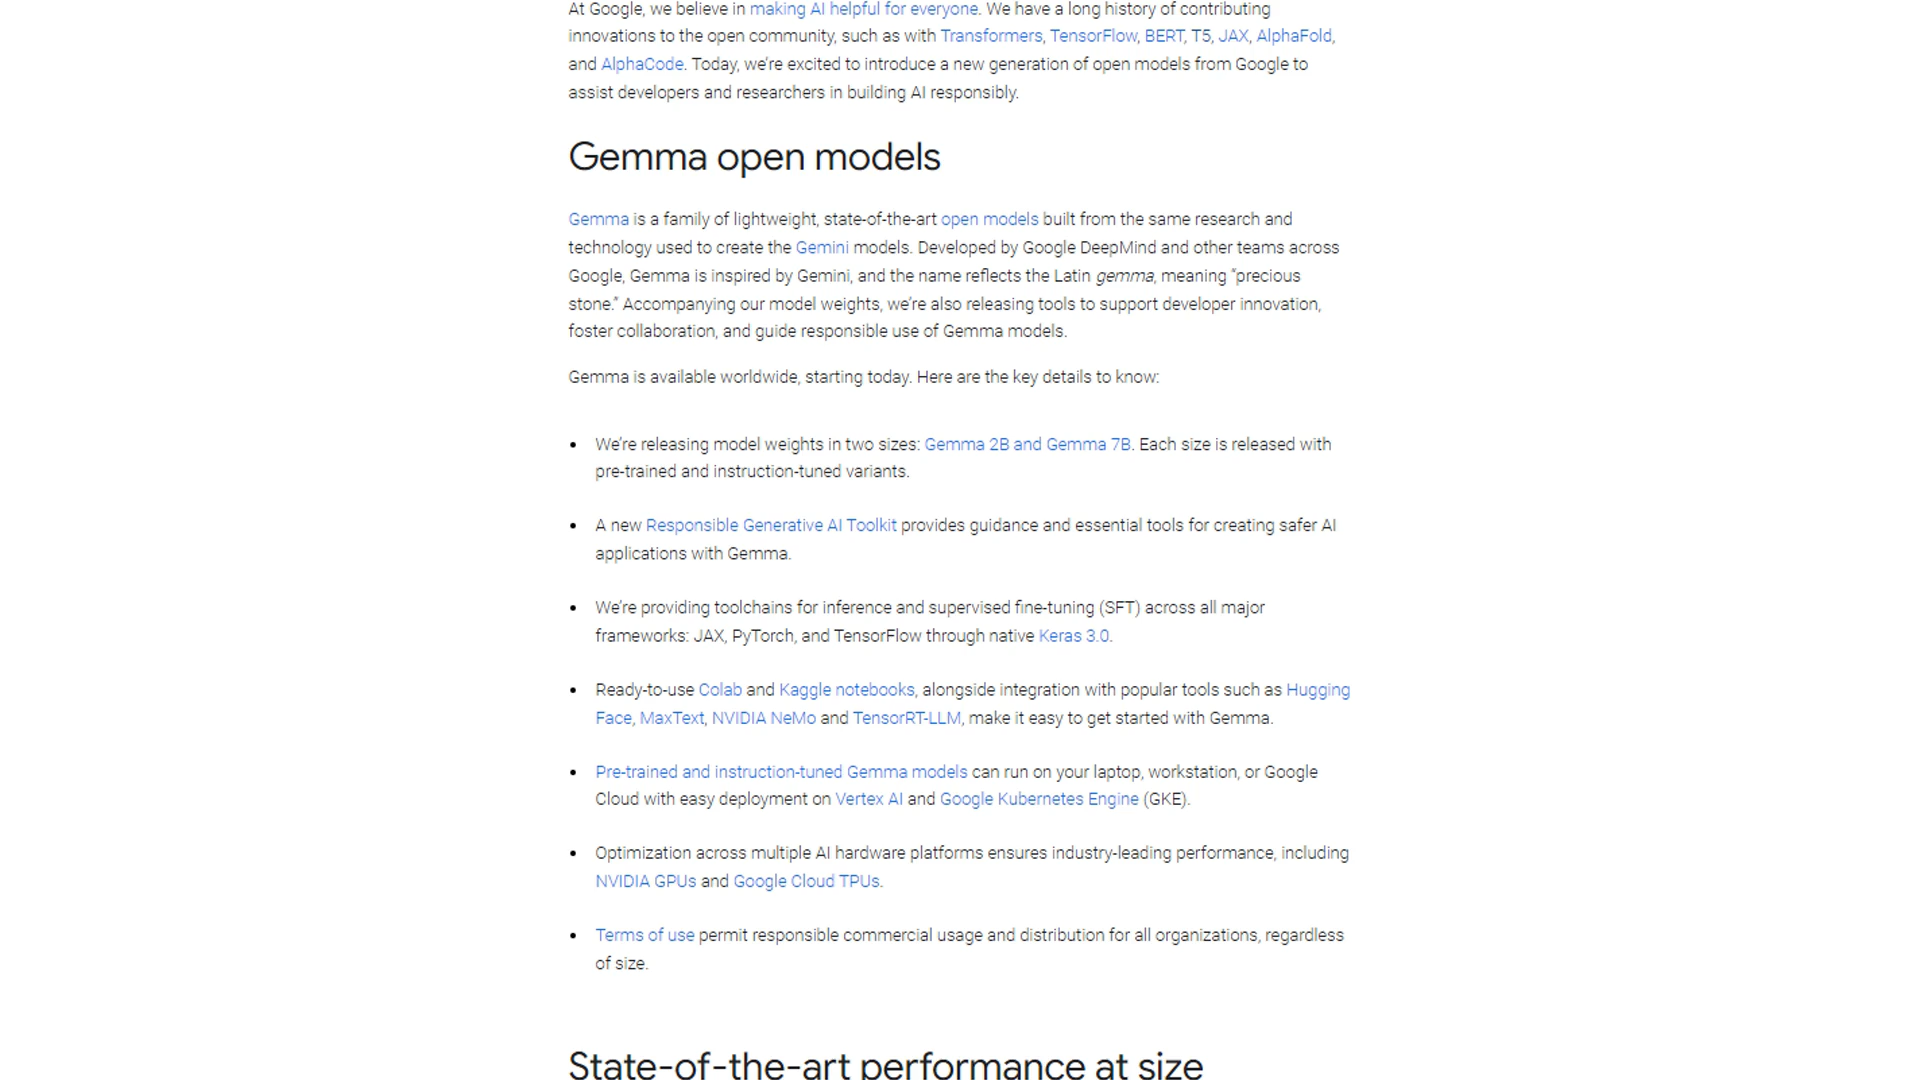 At Google, we believe in making AI helpful for everyone. We have a long history of contributing
innovations to the open community, such as with Transformers, TensorFlow, BERT, T5, JAX, AlphaFold,
and AlphaCode. Today, we're excited to introduce a new generation of open models from Google to
assist developers and researchers in building AI responsibly.
Gemma open models
Gemma is a family of lightweight, state-of-the-art open models built from the same research and
technology used to create the Gemini models. Developed by Google DeepMind and other teams across
Google, Gemma is inspired by Gemini, and the name reflects the Latin gemma, meaning “precious
stone.” Accompanying our model weights, we're also releasing tools to support developer innovation,
foster collaboration, and guide responsible use of Gemma models.
Gemma is available worldwide, starting today. Here are the key details to know:
• We're releasing model weights in two sizes: Gemma 2B and Gemma 7B. Each size is released with
pre-trained and instruction-tuned variants.
• A new Responsible Generative AI Toolkit provides guidance and essential tools for creating safer AI
applications with Gemma.
• We're providing toolchains for inference and supervised fine-tuning (SFT) across all major
frameworks: JAX, PyTorch, and TensorFlow through native Keras 3.0.
• Ready-to-use Colab and Kaggle notebooks, alongside integration with popular tools such as Hugging
Face, MaxText, NVIDIA NeMo and TensorRT-LLM, make it easy to get started with Gemma.
• Pre-trained and instruction-tuned Gemma models can run on your laptop, workstation, or Google
Cloud with easy deployment on Vertex AI and Google Kubernetes Engine (GKE).
• Optimization across multiple AI hardware platforms ensures industry-leading performance, including
NVIDIA GPUs and Google Cloud TPUs.
• Terms of use permit responsible commercial usage and distribution for all organizations, regardless
of size.
State-of-the-art performance at size